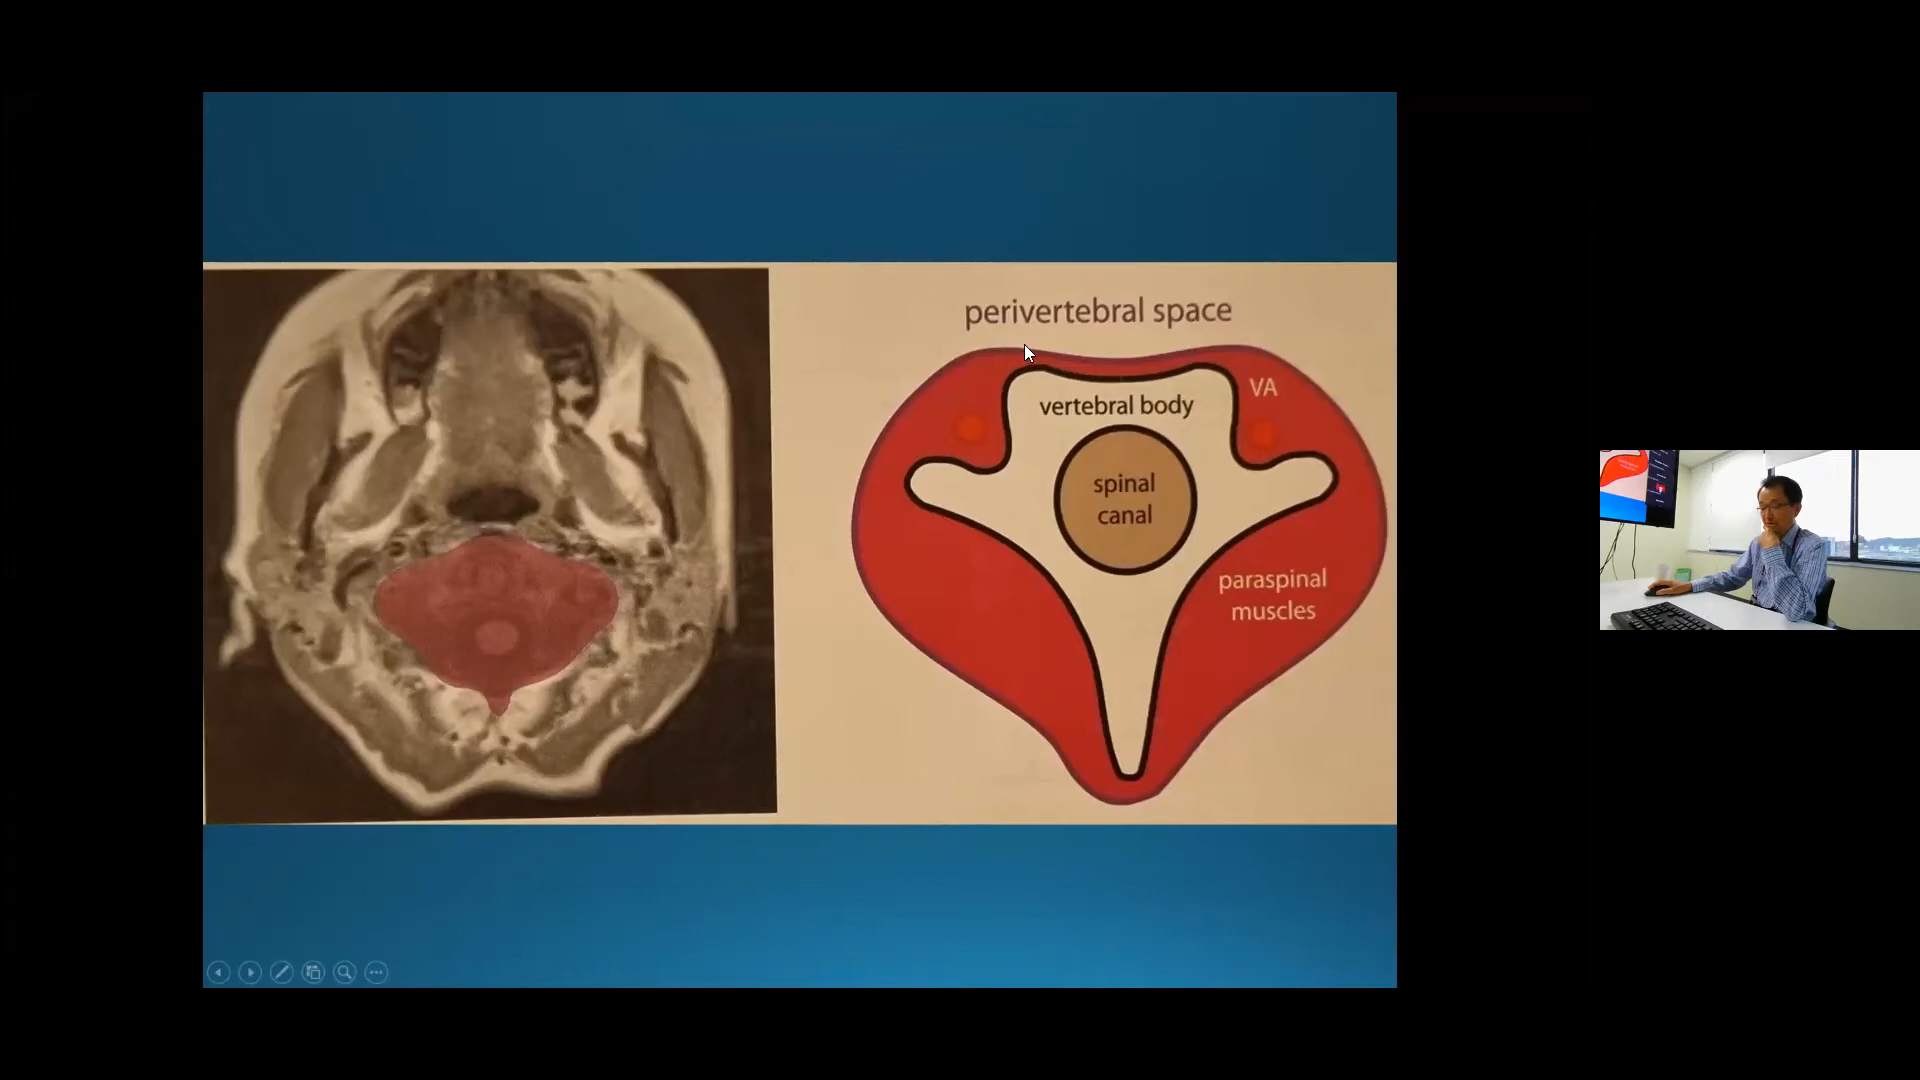 perivertebral space
VA
vertebral body
spinal
canal
paraspinal
muscles